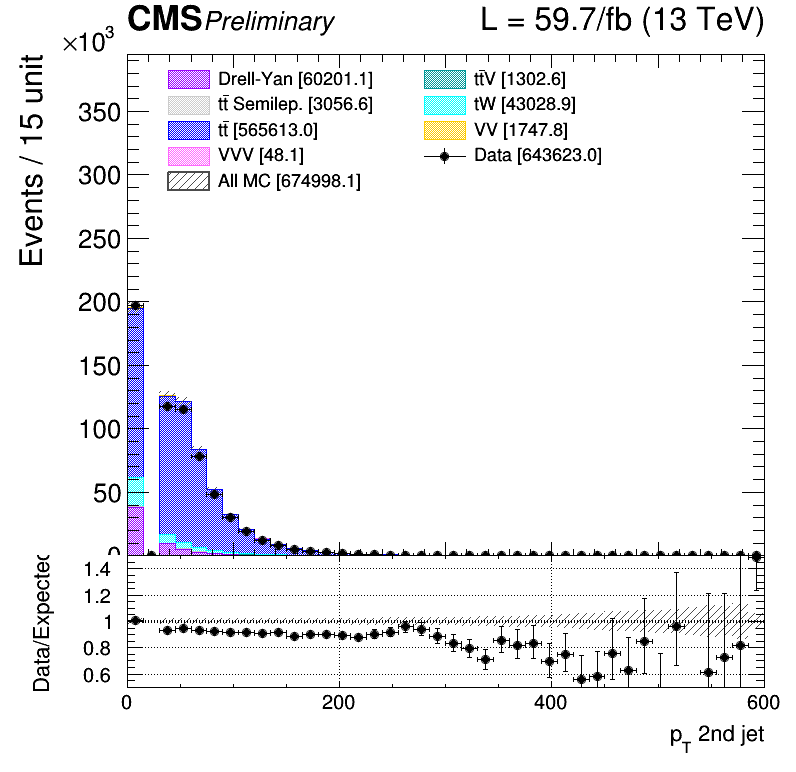 CMS Preliminary L = 59.7/fb (13 TeV)
×10³
Events / 15 unit
350
300
250
200
150
100
50
0
Drell-Yan [60201.1]
tt̄ Semilep. [3056.6]
tt̄ [565613.0]
VVV [48.1]
All MC [674998.1]
tt̄V [1302.6]
tW [43028.9]
VV [1747.8]
Data [643623.0]
Data/Expected
1.4
1.2
1
0.8
0.6
0 200 400 600
p_T 2nd jet